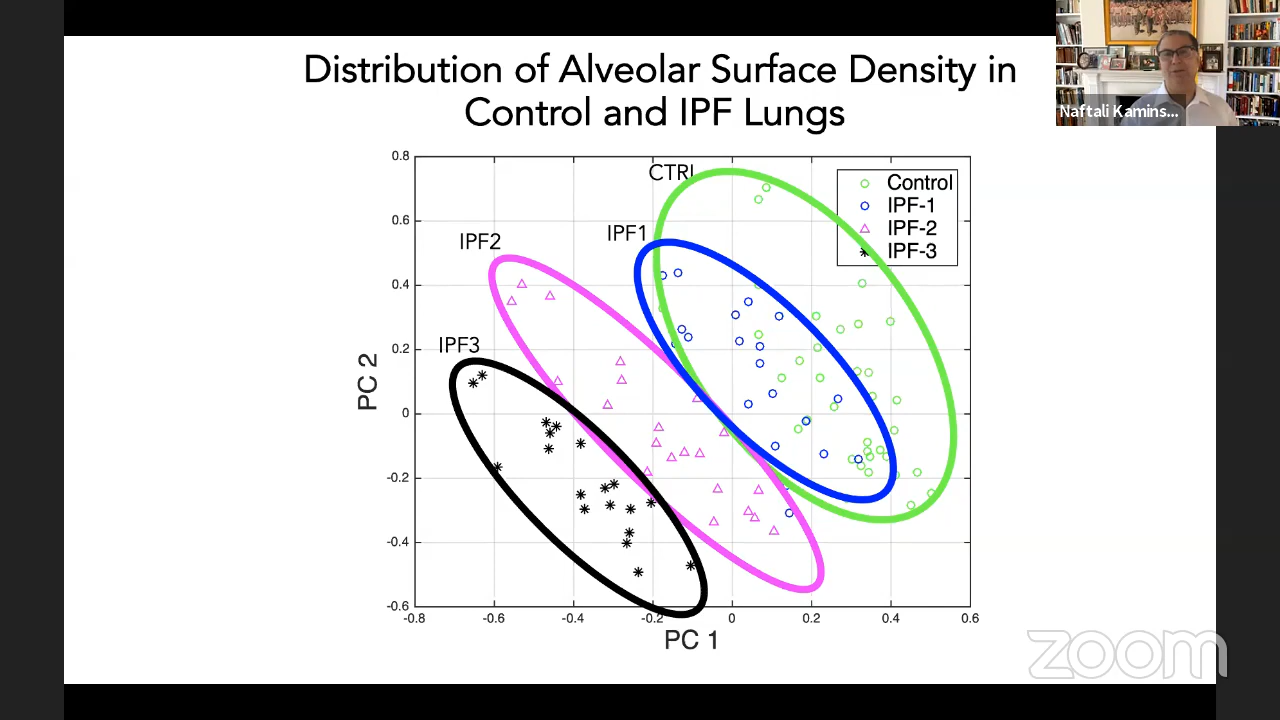 Distribution of Alveolar Surface Density in
Control and IPF Lungs
Naftali Kamins...
CTRL
IPF1
IPF2
IPF3
Control
IPF-1
IPF-2
IPF-3
0.8
0.6
0.4
0.2
0
-0.2
-0.4
-0.6
PC 2
-0.8
-0.6
-0.4
-0.2
0
0.2
0.4
0.6
PC 1
zoom